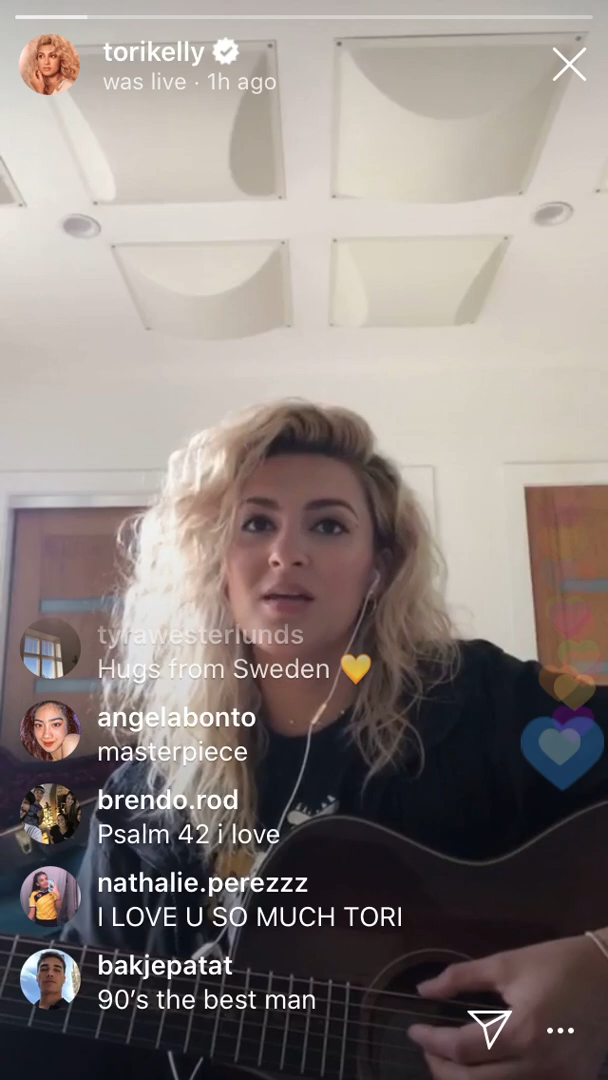 torikelly
was live · 1h ago
tyrawesterlunds
Hugs from Sweden 💛
angelabonto
masterpiece
brendo.rod
Psalm 42 i love
nathalie.perezzz
I LOVE U SO MUCH TORI
bakjepatat
90’s the best man